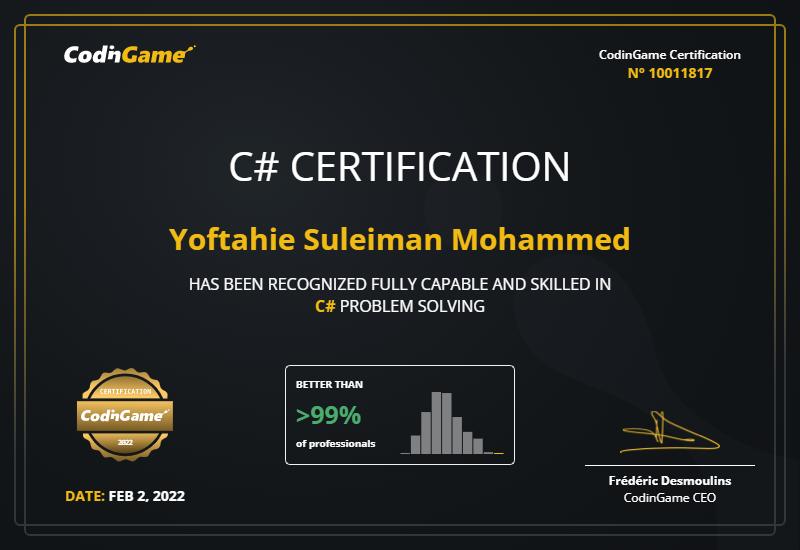 CodinGame
CodinGame Certification
N° 10011817
C# CERTIFICATION
Yoftahie Suleiman Mohammed
HAS BEEN RECOGNIZED FULLY CAPABLE AND SKILLED IN
C# PROBLEM SOLVING
CERTIFICATION
CodinGame
2022
BETTER THAN
>99%
of professionals
DATE: FEB 2, 2022
Frédéric Desmoulins
CodinGame CEO